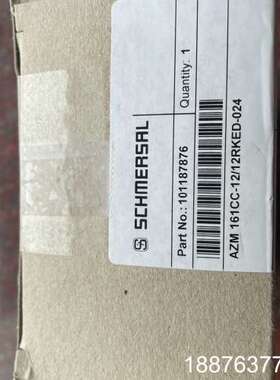 SCHMERSAL
Part No.: 101187876
Quantity: 1
AZM 161CC-12/12RKED-024
18876377